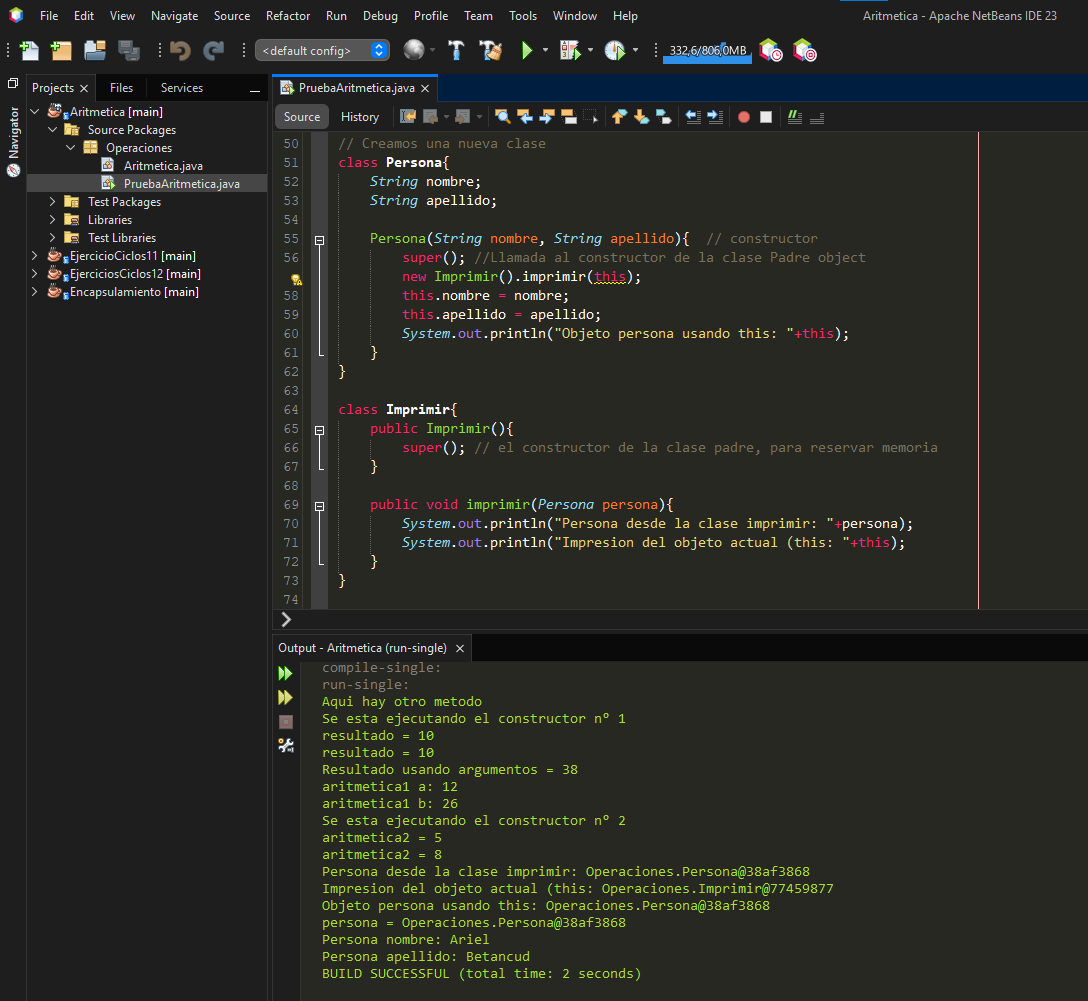 File Edit View Navigate Source Refactor Run Debug Profile Team Tools Window Help
Aritmetica - Apache NetBeans IDE 23
<default config>
332,6/806,0MB
Projects
Files
Services
Navigator
Aritmetica [main]
Source Packages
Operaciones
Aritmetica.java
PruebaAritmetica.java
Test Packages
Libraries
Test Libraries
EjercicioCiclos11 [main]
EjerciciosCiclos12 [main]
Encapsulamiento [main]
PruebaAritmetica.java
Source History
50 // Creamos una nueva clase
51 class Persona{
52 String nombre;
53 String apellido;
54
55 Persona(String nombre, String apellido){  // constructor
56 super(); //Llamada al constructor de la clase Padre object
new Imprimir().imprimir(this);
58 this.nombre = nombre;
59 this.apellido = apellido;
60 System.out.println("Objeto persona usando this: "+this);
61 }
62 }
63
64 class Imprimir{
65 public Imprimir(){
66 super(); // el constructor de la clase padre, para reservar memoria
67 }
68
69 public void imprimir(Persona persona){
70 System.out.println("Persona desde la clase imprimir: "+persona);
71 System.out.println("Impresion del objeto actual (this: "+this);
72 }
73 }
74
Output - Aritmetica (run-single)
compile-single:
run-single:
Aqui hay otro metodo
Se esta ejecutando el constructor nº 1
resultado = 10
resultado = 10
Resultado usando argumentos = 38
aritmetica1 a: 12
aritmetica1 b: 26
Se esta ejecutando el constructor nº 2
aritmetica2 = 5
aritmetica2 = 8
Persona desde la clase imprimir: Operaciones.Persona@38af3868
Impresion del objeto actual (this: Operaciones.Imprimir@77459877
Objeto persona usando this: Operaciones.Persona@38af3868
persona = Operaciones.Persona@38af3868
Persona nombre: Ariel
Persona apellido: Betancud
BUILD SUCCESSFUL (total time: 2 seconds)